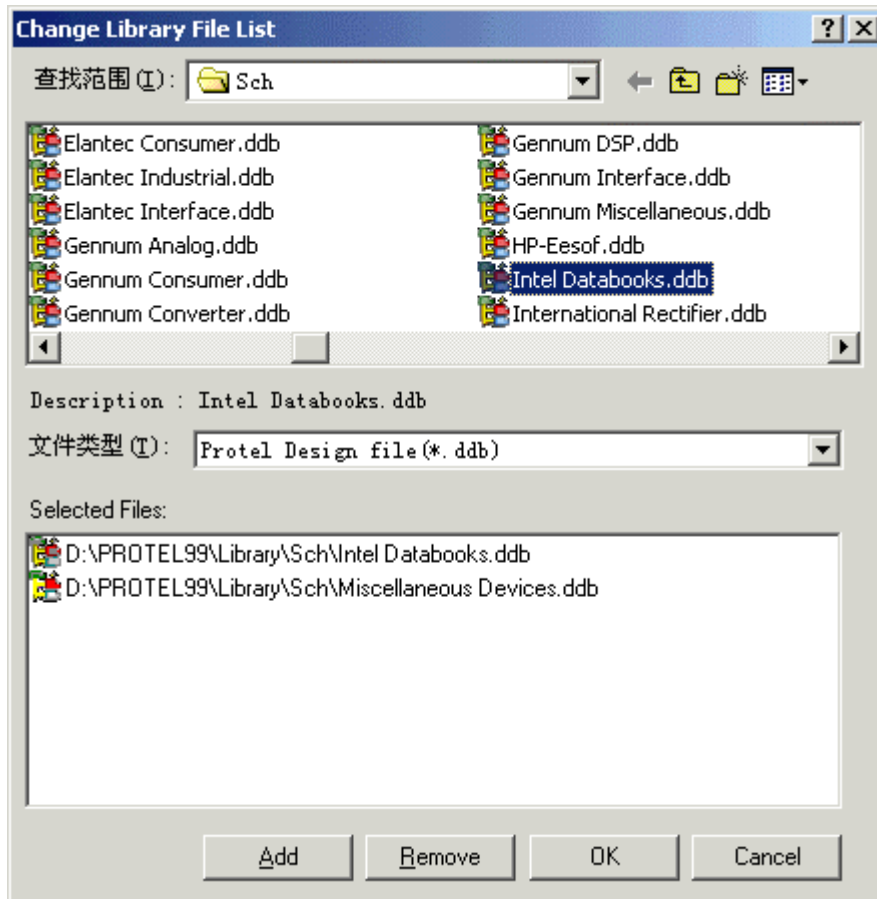 Change Library File List
查找范围(I): Sch
Elantec Consumer.ddb
Elantec Industrial.ddb
Elantec Interface.ddb
Gennum Analog.ddb
Gennum Consumer.ddb
Gennum Converter.ddb
Gennum DSP.ddb
Gennum Interface.ddb
Gennum Miscellaneous.ddb
HP-Eesof.ddb
Intel Databooks.ddb
International Rectifier.ddb
Description : Intel Databooks.ddb
文件类型(T): Protel Design file(*.ddb)
Selected Files:
D:\PROTEL99\Library\Sch\Intel Databooks.ddb
D:\PROTEL99\Library\Sch\Miscellaneous Devices.ddb
Add Remove OK Cancel